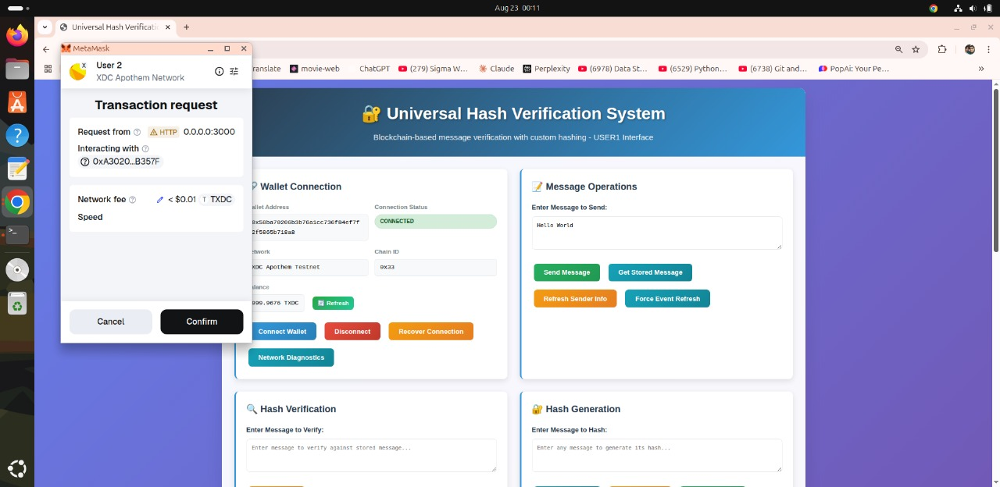 Aug 23 00:11
Universal Hash Verificati
MetaMask
User 2
XDC Apothem Network
Transaction request
Request from HTTP 0.0.0.0:3000
Interacting with
0xA3020...B357F
Network fee < $0.01 T TXDC
Speed
Cancel Confirm
ranslate movie-web ChatGPT (279) Sigma W... Claude Perplexity (6978) Data St... (6529) Python... (6738) Git and... PopAi: Your Pe...
Universal Hash Verification System
Blockchain-based message verification with custom hashing - USER1 Interface
Wallet Connection
allet Address
0x58ba70206b3b76a1cc736f84ef7f
2f5865b718a8
Connection Status
CONNECTED
etwork
XDC Apothem Testnet
Chain ID
0x33
alance
999.9676 TXDC
Refresh
Connect Wallet Disconnect Recover Connection
Network Diagnostics
Message Operations
Enter Message to Send:
Hello World
Send Message Get Stored Message
Refresh Sender Info Force Event Refresh
Hash Verification
Enter Message to Verify:
Enter message to verify against stored message...
Hash Generation
Enter Message to Hash:
Enter any message to generate its hash...